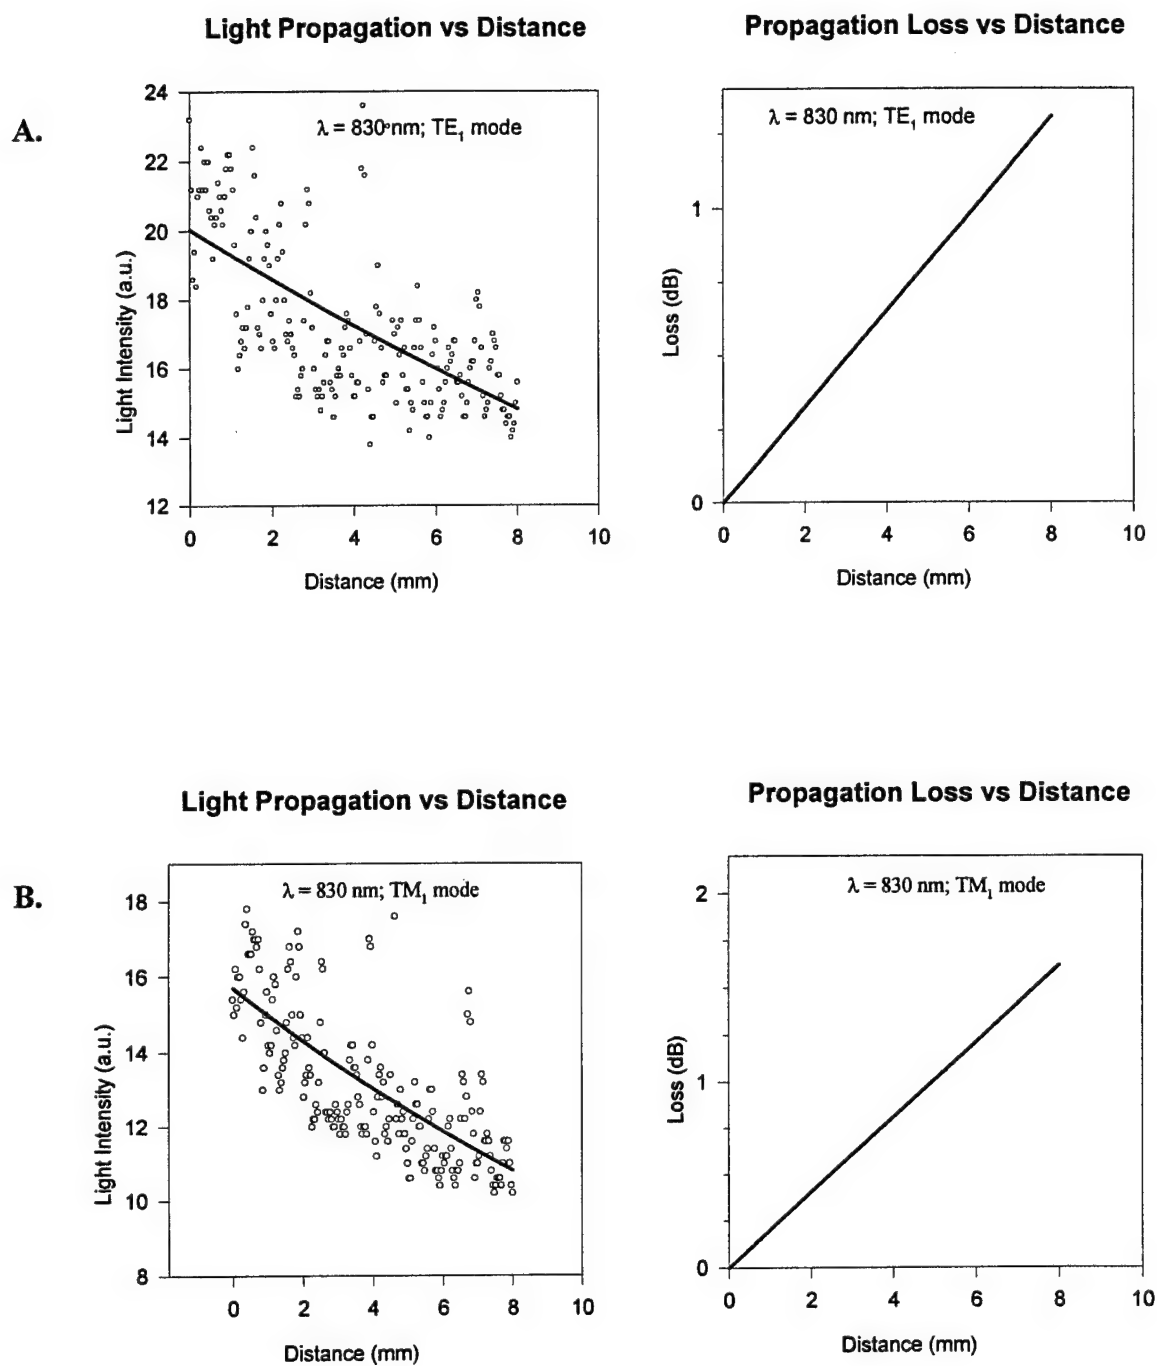 Light Propagation vs Distance
Propagation Loss vs Distance
A.
λ = 830 nm; TE1 mode
24
22
20
18
16
14
12
Light Intensity (a.u.)
0 2 4 6 8 10
Distance (mm)
λ = 830 nm; TE1 mode
1
0
Loss (dB)
0 2 4 6 8 10
Distance (mm)
Light Propagation vs Distance
Propagation Loss vs Distance
B.
λ = 830 nm; TM1 mode
18
16
14
12
10
8
Light Intensity (a.u.)
0 2 4 6 8 10
Distance (mm)
λ = 830 nm; TM1 mode
2
1
0
Loss (dB)
0 2 4 6 8 10
Distance (mm)